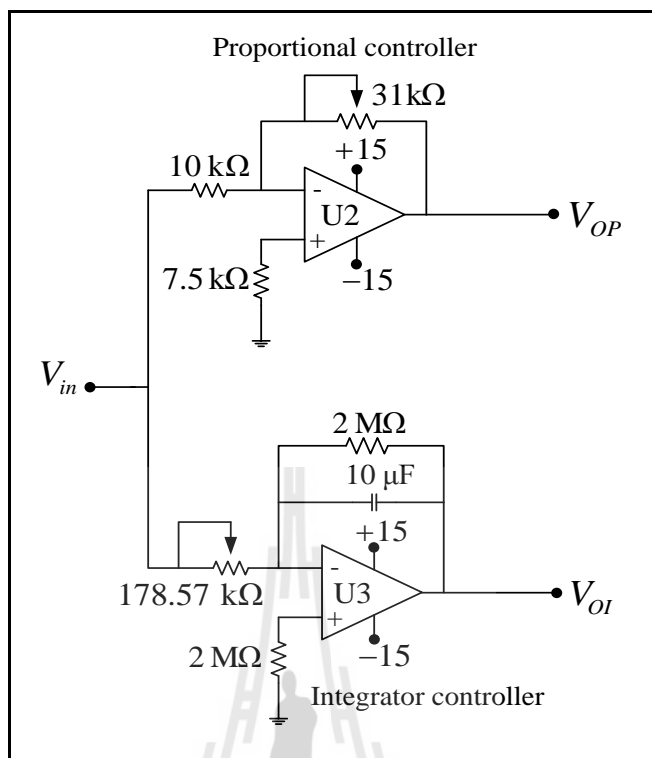 Proportional controller
31kΩ
+15
10 kΩ
-
U2
+
V_OP
7.5 kΩ
−15
V_in
2 MΩ
10 μF
+15
-
178.57 kΩ
U3
+
V_OI
2 MΩ
−15
Integrator controller